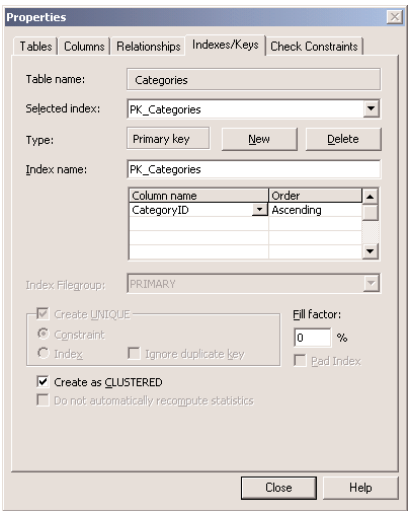 Properties
Tables Columns Relationships Indexes/Keys Check Constraints
Table name: Categories
Selected index: PK_Categories
Type: Primary key New Delete
Index name: PK_Categories
Column name Order
CategoryID Ascending
Index Filegroup: PRIMARY
Create UNIQUE
Constraint
Index Ignore duplicate key
Fill factor:
0 %
Pad Index
Create as CLUSTERED
Do not automatically recompute statistics
Close Help